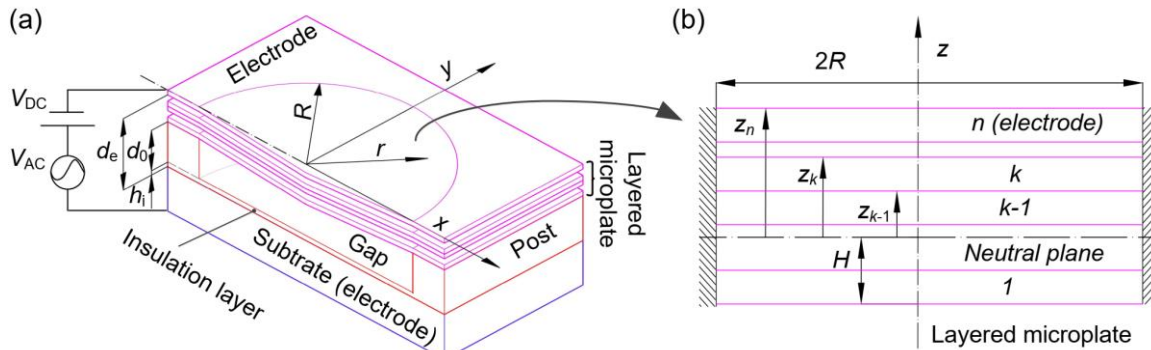 (a)
Electrode
y
V_DC
V_AC
d_e
d_0
h_i
R
r
x
Layered
microplate
Gap
Post
Insulation
layer
Subtrate (electrode)
(b)
z
2R
z_n
n (electrode)
z_k
k
z_{k-1}
k-1
H
Neutral plane
1
Layered microplate